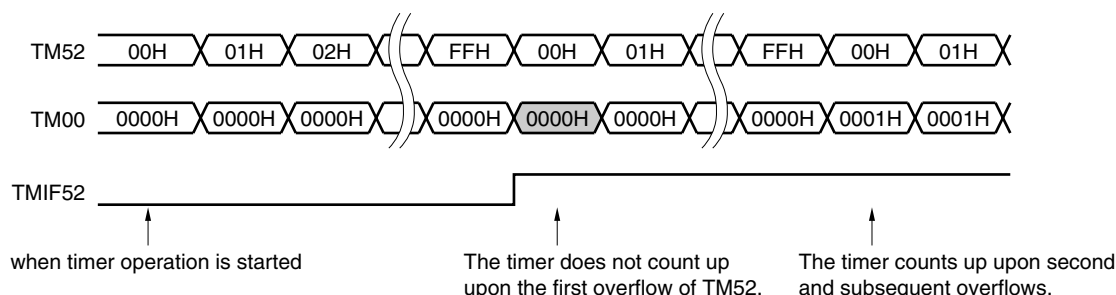 TM52 00H 01H 02H FFH 00H 01H FFH 00H 01H
TM00 0000H 0000H 0000H 0000H 0000H 0000H 0000H 0001H 0001H
TMIF52
when timer operation is started
The timer does not count up
upon the first overflow of TM52.
The timer counts up upon second
and subsequent overflows.